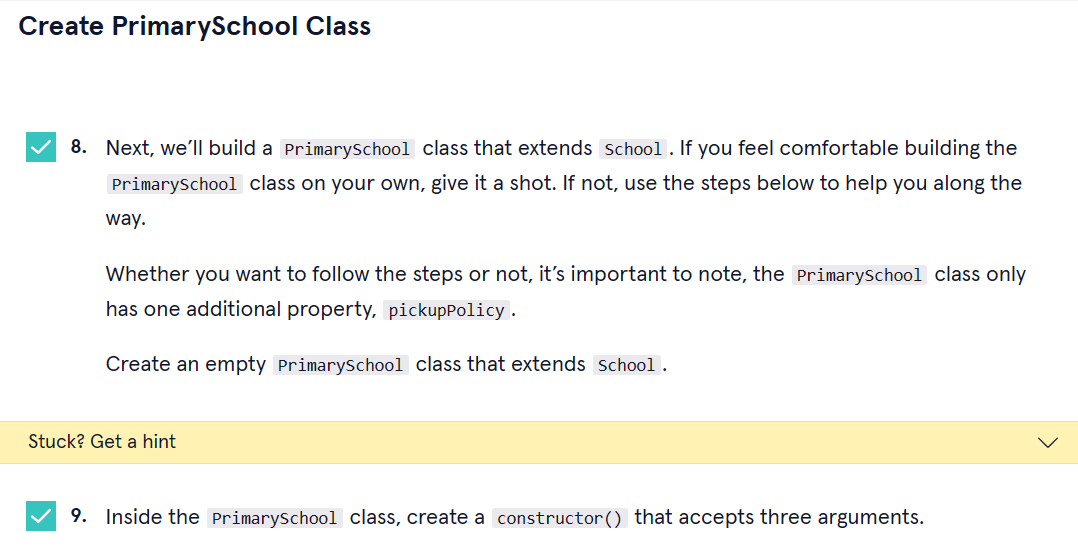 Create PrimarySchool Class
8. Next, we’ll build a PrimarySchool class that extends School. If you feel comfortable building the
PrimarySchool class on your own, give it a shot. If not, use the steps below to help you along the
way.
Whether you want to follow the steps or not, it’s important to note, the PrimarySchool class only
has one additional property, pickupPolicy.
Create an empty PrimarySchool class that extends School.
Stuck? Get a hint
9. Inside the PrimarySchool class, create a constructor() that accepts three arguments.